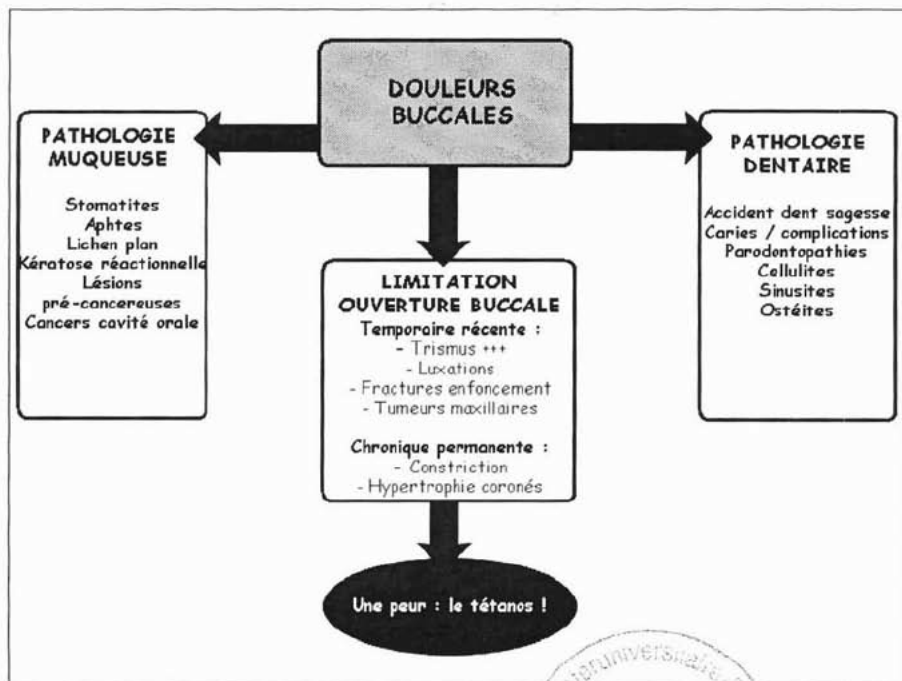 DOULEURS
BUCCALES
PATHOLOGIE
MUQUEUSE
Stomatites
Aphtes
Lichen plan
Kératose réactionnelle
Lésions
pré-cancereuses
Cancers cavité orale
LIMITATION
OUVERTURE BUCCALE
Temporaire récente :
- Trismus +++
- Luxations
- Fractures enfoncement
- Tumeurs maxillaires
Chronique permanente :
- Constriction
- Hypertrophie coronés
Une peur : le tétanos !
PATHOLOGIE
DENTAIRE
Accident dent sagesse
Caries / complications
Parodontopathies
Cellulites
Sinusites
Ostéites